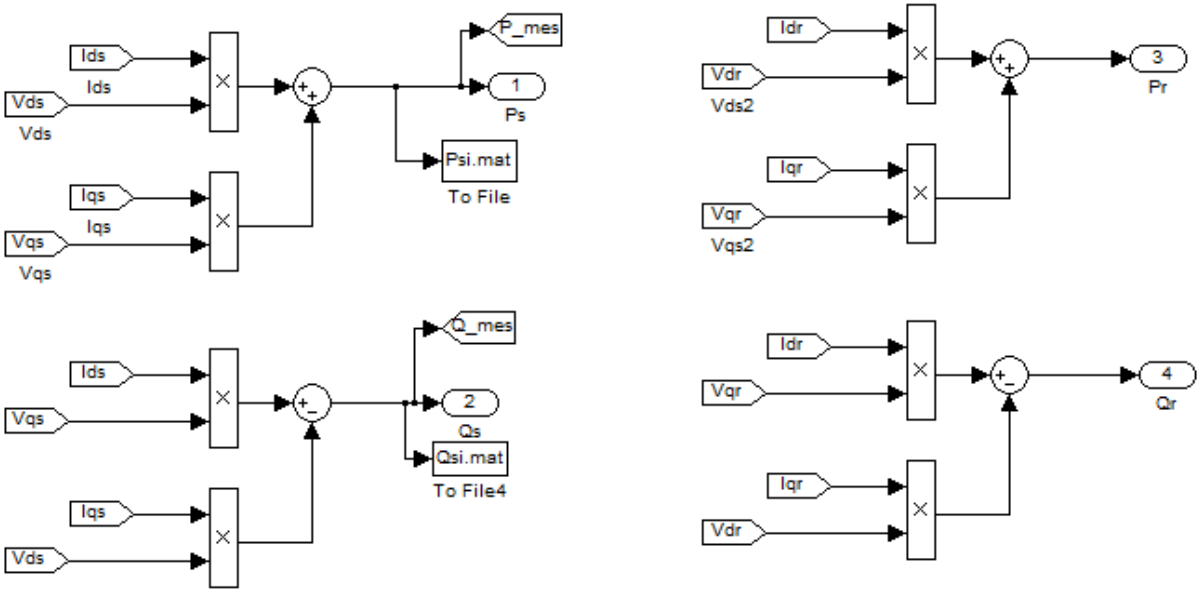 Ids
Ids
Vds
Vds
Iqs
Iqs
Vqs
Vqs
×
×
+
+
P_mes
1
Ps
Psi.mat
To File
Idr
Vdr
Vds2
Iqr
Vqr
Vqs2
×
×
+
+
3
Pr
Ids
Vqs
Iqs
Vds
×
×
+
-
Q_mes
2
Qs
Qsi.mat
To File4
Idr
Vqr
Iqr
Vdr
×
×
+
-
4
Qr